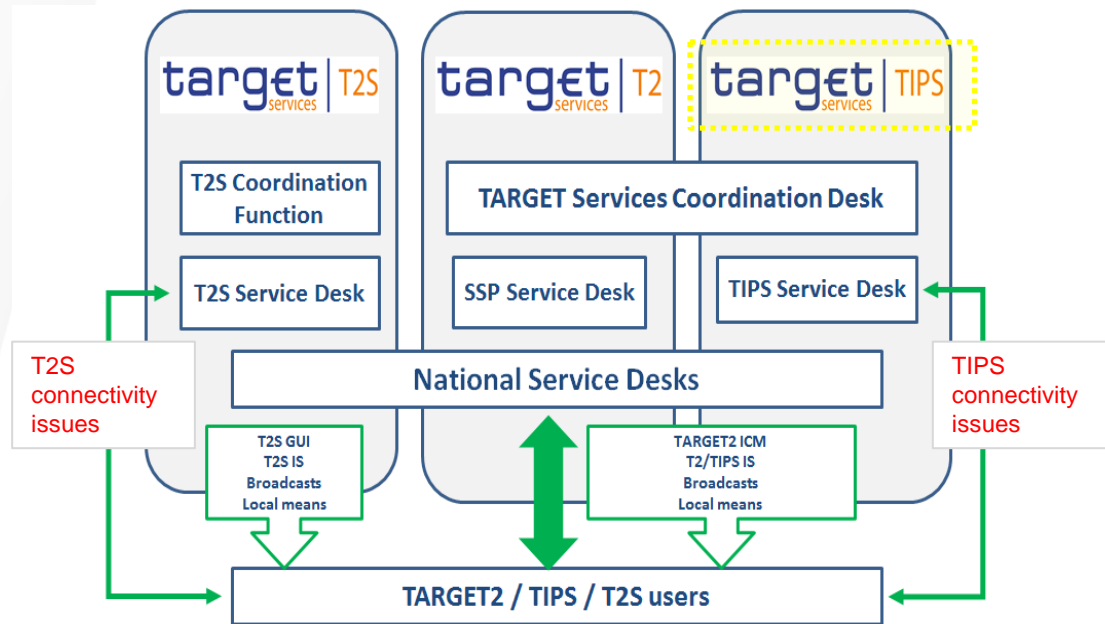 target services | T2S
target services | T2
target services | TIPS
T2S Coordination
Function
TARGET Services Coordination Desk
T2S Service Desk
SSP Service Desk
TIPS Service Desk
T2S
connectivity
issues
National Service Desks
TIPS
connectivity
issues
T2S GUI
T2S IS
Broadcasts
Local means
TARGET2 ICM
T2/TIPS IS
Broadcasts
Local means
TARGET2 / TIPS / T2S users